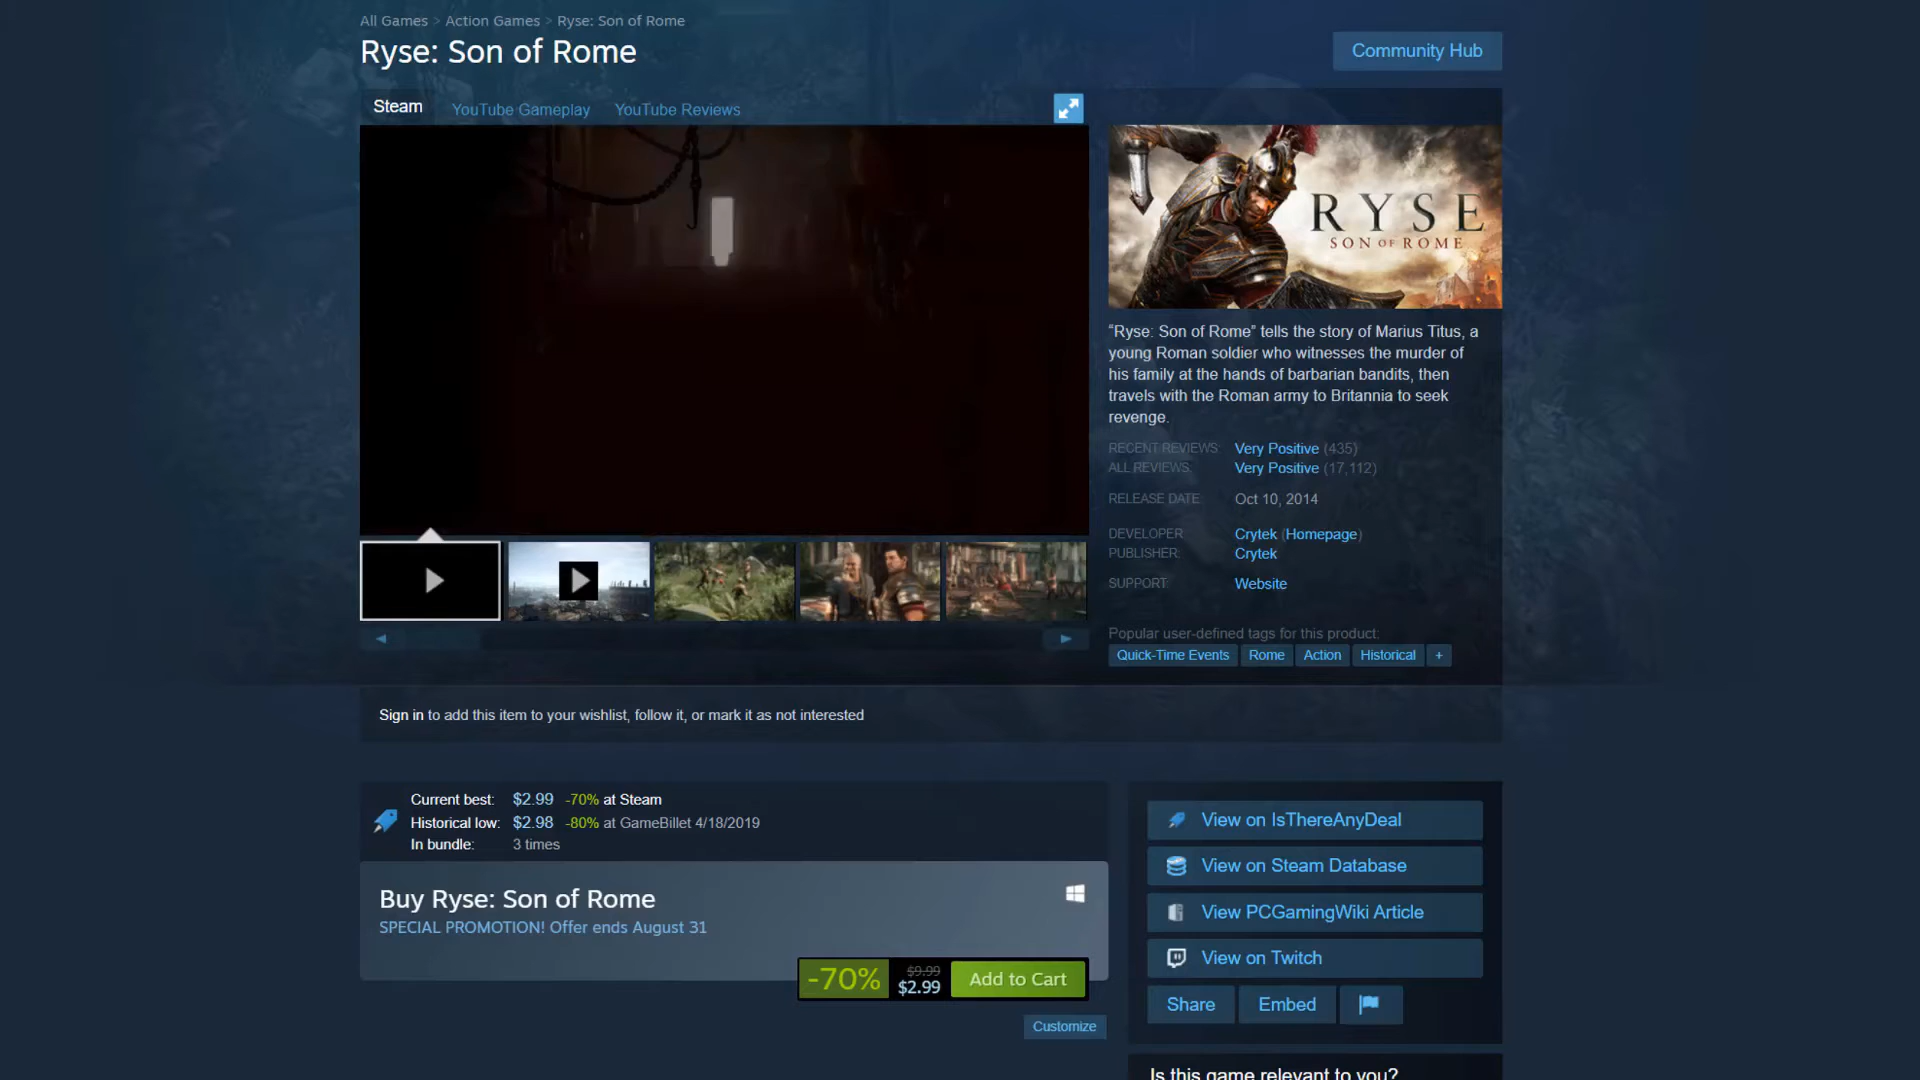 All Games > Action Games > Ryse: Son of Rome
Ryse: Son of Rome
Community Hub
Steam
YouTube Gameplay
YouTube Reviews
RYSE
SON OF ROME
“Ryse: Son of Rome” tells the story of Marius Titus, a
young Roman soldier who witnesses the murder of
his family at the hands of barbarian bandits, then
travels with the Roman army to Britannia to seek
revenge.
RECENT REVIEWS: Very Positive (435)
ALL REVIEWS: Very Positive (17,112)
RELEASE DATE: Oct 10, 2014
DEVELOPER: Crytek (Homepage)
PUBLISHER: Crytek
SUPPORT: Website
Popular user-defined tags for this product:
Quick-Time Events Rome Action Historical +
Sign in to add this item to your wishlist, follow it, or mark it as not interested
Current best: $2.99 -70% at Steam
Historical low: $2.98 -80% at GameBillet 4/18/2019
In bundle: 3 times
Buy Ryse: Son of Rome
SPECIAL PROMOTION! Offer ends August 31
-70%
$9.99
$2.99
Add to Cart
Customize
View on IsThereAnyDeal
View on Steam Database
View PCGamingWiki Article
View on Twitch
Share
Embed
Is this game relevant to you?